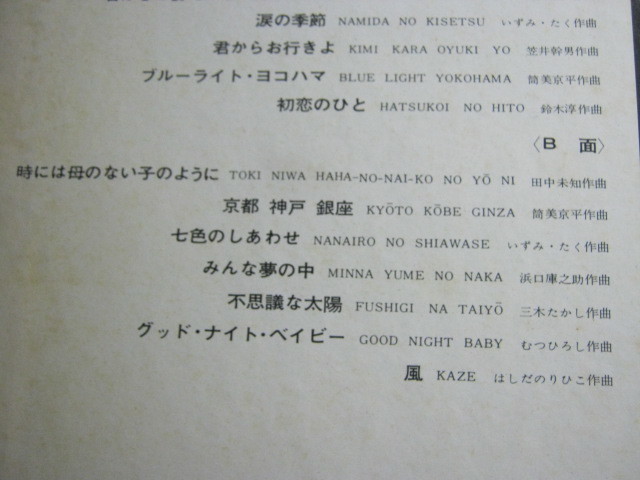 涙の季節 NAMIDA NO KISETSU いずみ・たく作曲
君からお行きよ KIMI KARA OYUKI YO 笠井幹男作曲
ブルーライト・ヨコハマ BLUE LIGHT YOKOHAMA 筒美京平作曲
初恋のひと HATSUKOI NO HITO 鈴木淳作曲
〈B 面〉
時には母のない子のように TOKI NIWA HAHA-NO-NAI-KO NO YŌ NI 田中未知作曲
京都 神戸 銀座 KYŌTO KŌBE GINZA 筒美京平作曲
七色のしあわせ NANAIRO NO SHIAWASE いずみ・たく作曲
みんな夢の中 MINNA YUME NO NAKA 浜口庫之助作曲
不思議な太陽 FUSHIGI NA TAIYŌ 三木たかし作曲
グッド・ナイト・ベイビー GOOD NIGHT BABY むつひろし作曲
風 KAZE はしだのりひこ作曲